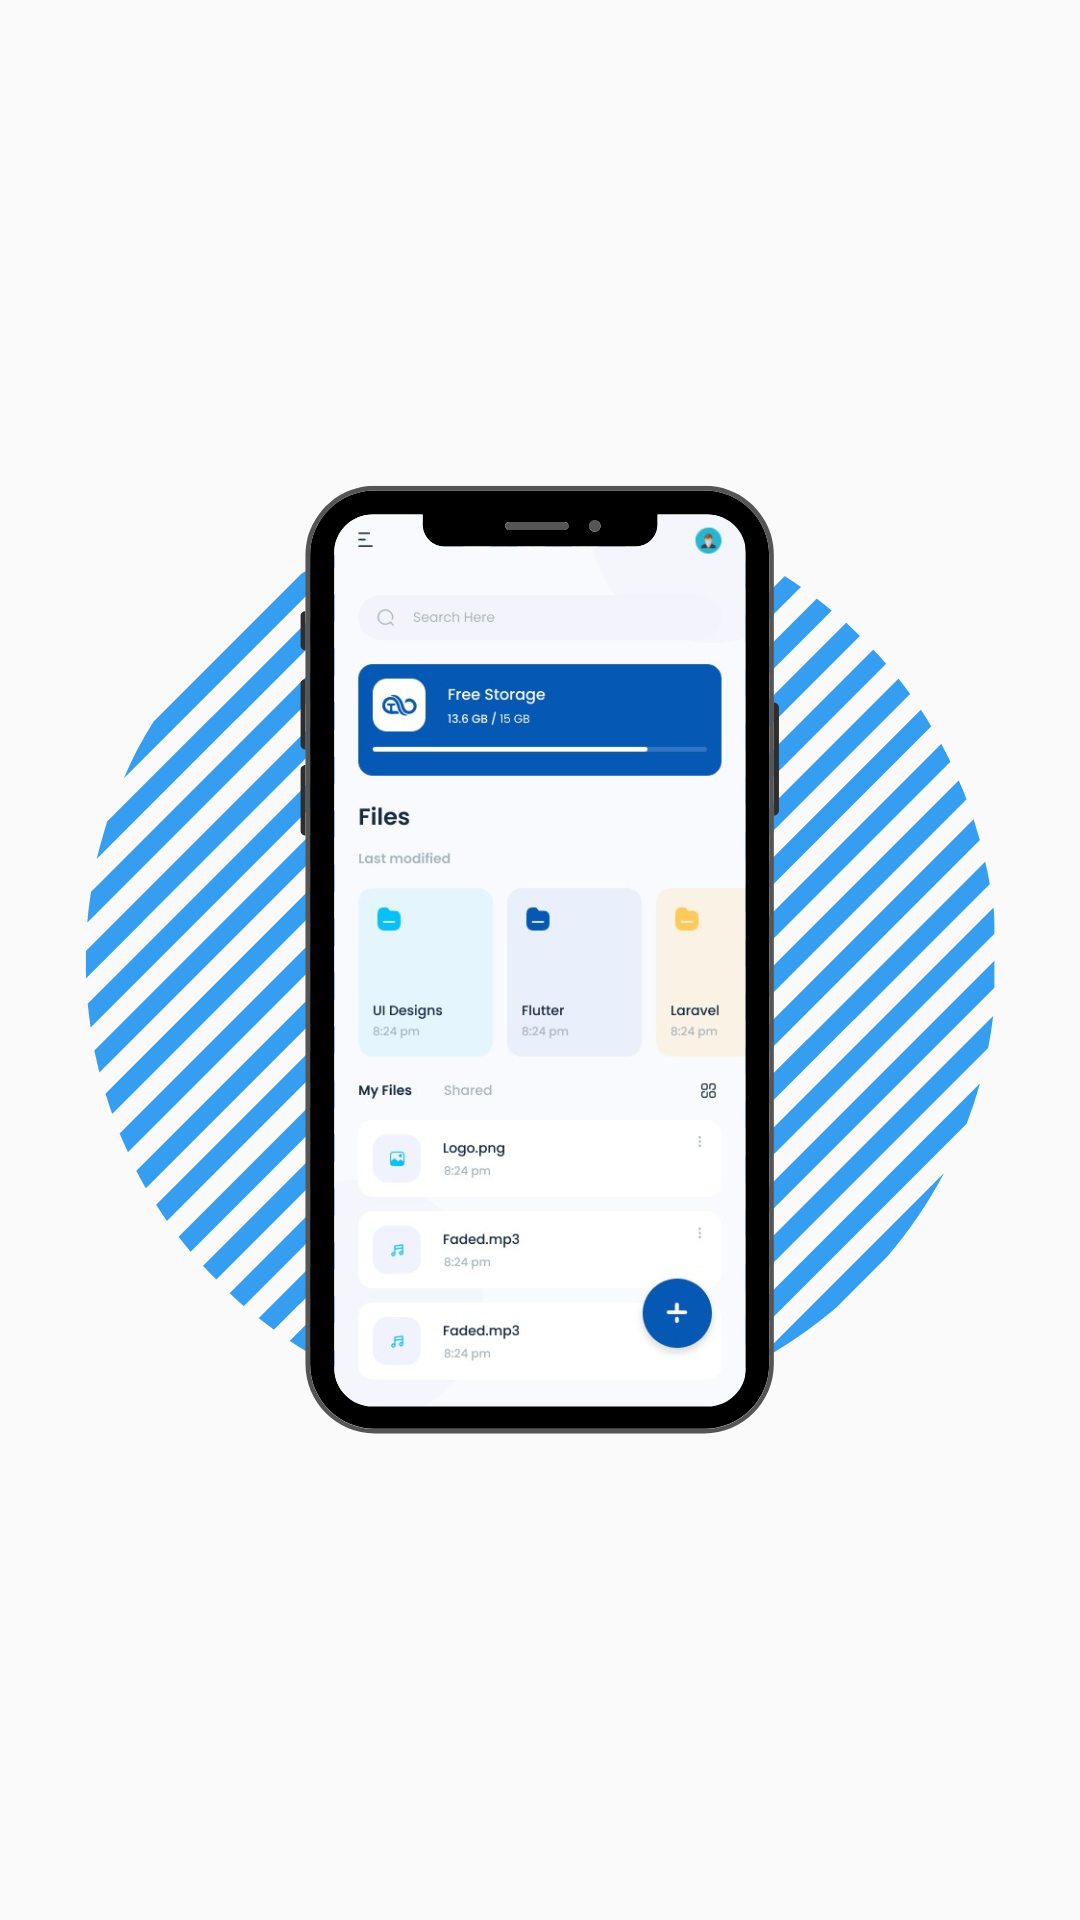 Search Here
Free Storage
13.6 GB / 15 GB
Files
Last modified
UI Designs
8:24 pm
Flutter
8:24 pm
Laravel
8:24 pm
My Files
Shared
Logo.png
8:24 pm
Faded.mp3
8:24 pm
Faded.mp3
8:24 pm